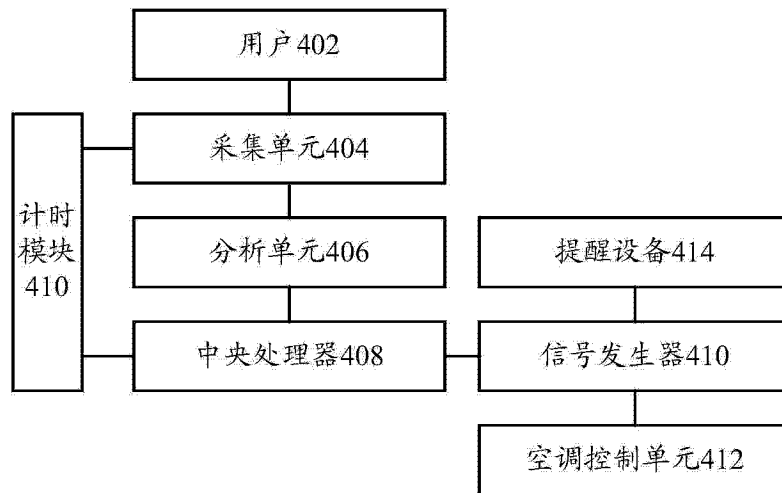 用户402
采集单元404
计时
模块
410
分析单元406
提醒设备414
中央处理器408
信号发生器410
空调控制单元412